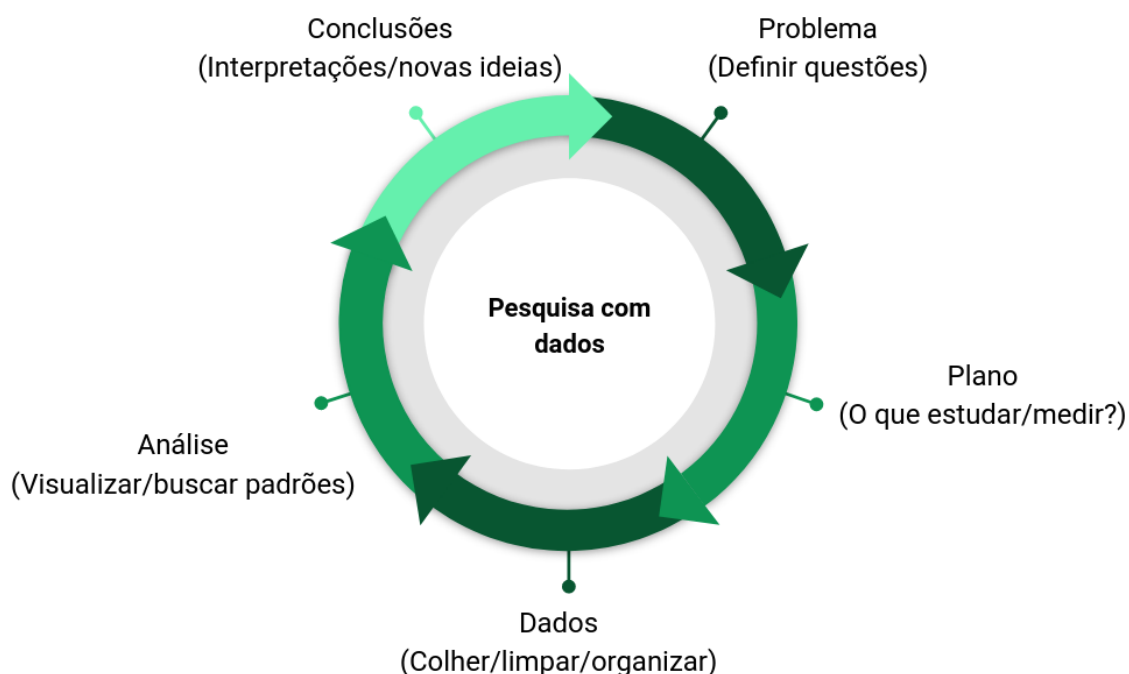 Conclusões
(Interpretações/novas ideias)
Problema
(Definir questões)
Pesquisa com
dados
Plano
(O que estudar/medir?)
Análise
(Visualizar/buscar padrões)
Dados
(Colher/limpar/organizar)